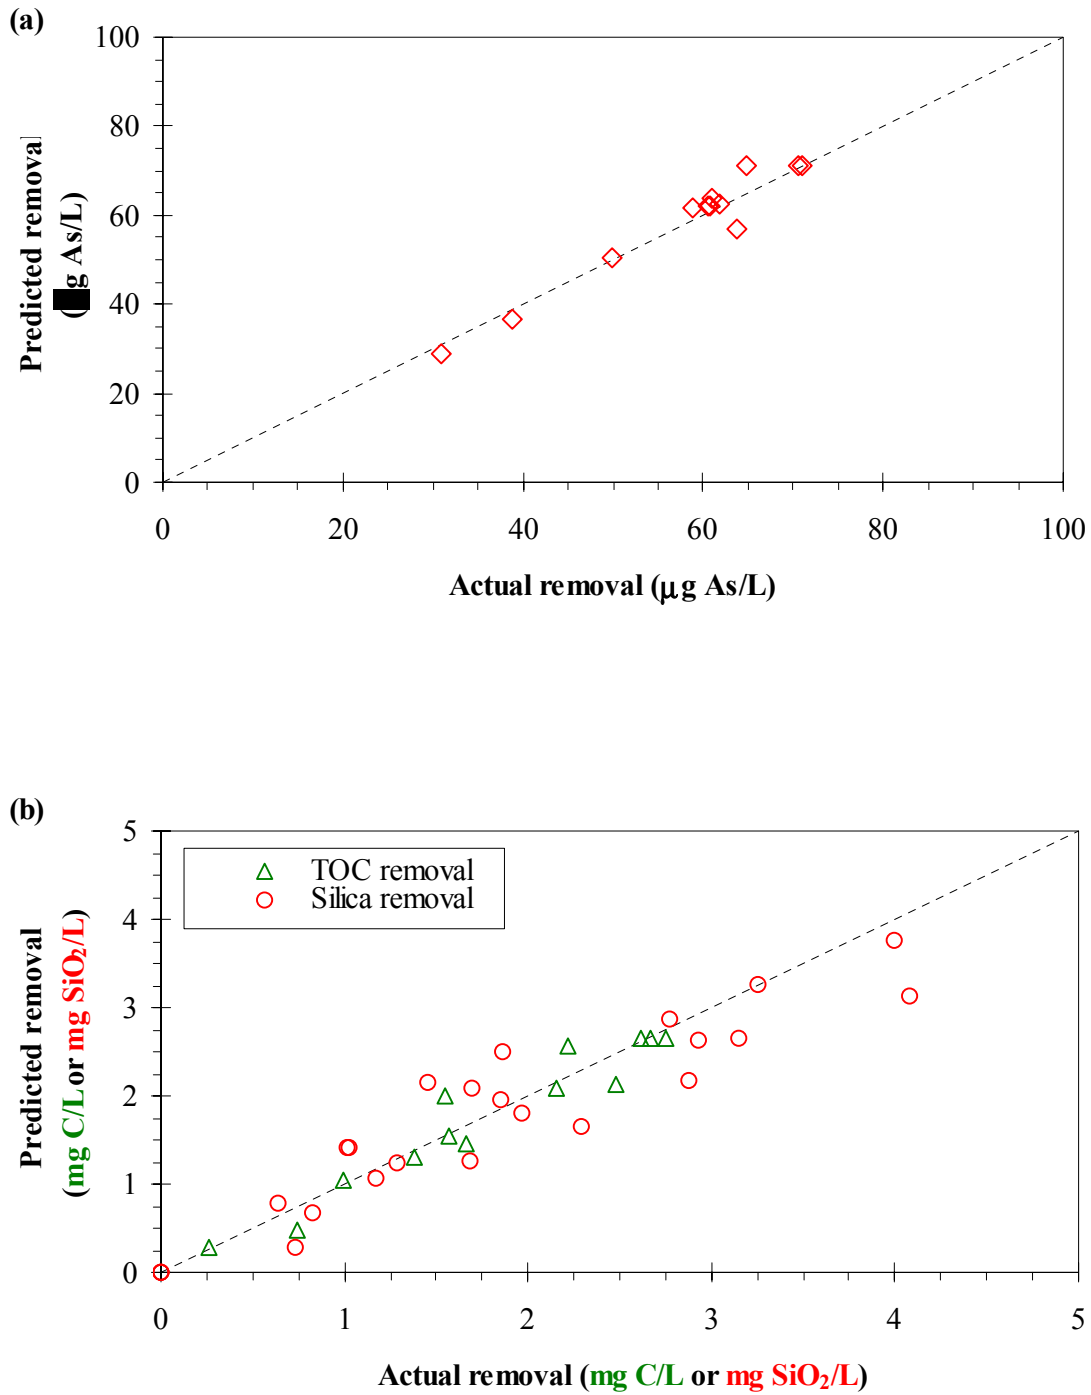 (a)
100
80
60
40
20
0
Predicted removal
(g As/L)
0 20 40 60 80 100
Actual removal (μg As/L)
(b)
5
4
3
2
1
0
TOC removal
Silica removal
Predicted removal
(mg C/L or mg SiO₂/L)
0 1 2 3 4 5
Actual removal (mg C/L or mg SiO₂/L)